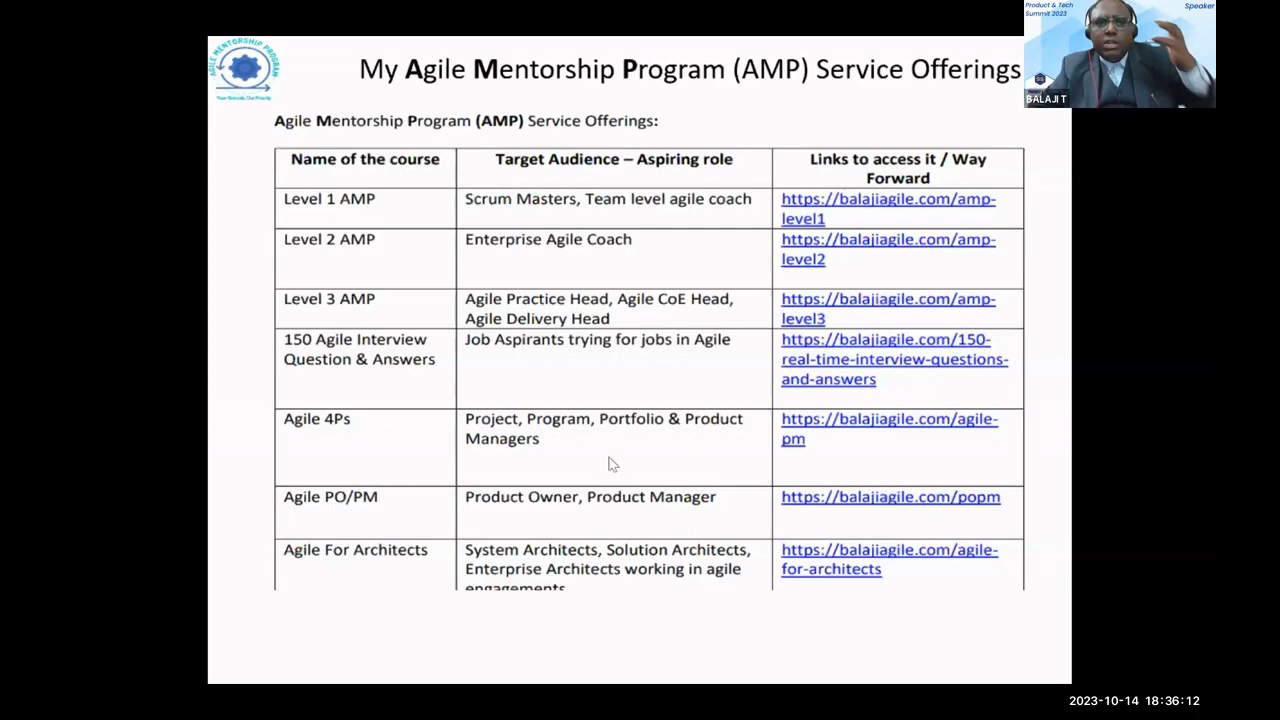 Product & Tech
Summit 2023
Speaker
BALAJI T
AGILE MENTORSHIP PROGRAM
My Agile Mentorship Program (AMP) Service Offerings
Agile Mentorship Program (AMP) Service Offerings:
Name of the course
Target Audience – Aspiring role
Links to access it / Way
Forward
Level 1 AMP
Scrum Masters, Team level agile coach
https://balajiagile.com/amp-
level1
Level 2 AMP
Enterprise Agile Coach
https://balajiagile.com/amp-
level2
Level 3 AMP
Agile Practice Head, Agile CoE Head,
Agile Delivery Head
https://balajiagile.com/amp-
level3
150 Agile Interview
Question & Answers
Job Aspirants trying for jobs in Agile
https://balajiagile.com/150-
real-time-interview-questions-
and-answers
Agile 4Ps
Project, Program, Portfolio & Product
Managers
https://balajiagile.com/agile-
pm
Agile PO/PM
Product Owner, Product Manager
https://balajiagile.com/popm
Agile For Architects
System Architects, Solution Architects,
Enterprise Architects working in agile
engagements
https://balajiagile.com/agile-
for-architects
2023-10-14 18:36:12